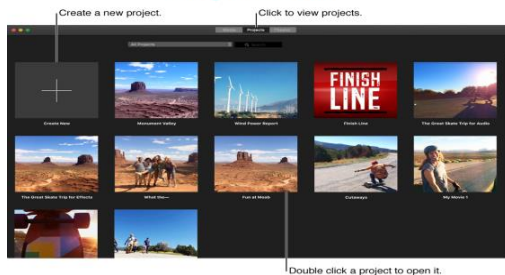 Create a new project.
Click to view projects.
Media Projects Theater
All Projects
Search
FINISH
LINE
Create New
Monument Valley
Wind Power Report
Finish Line
The Great Skate Trip for Audio
The Great Skate Trip for Effects
What the—
Fun at Moab
Cutaways
My Movie 1
Double click a project to open it.